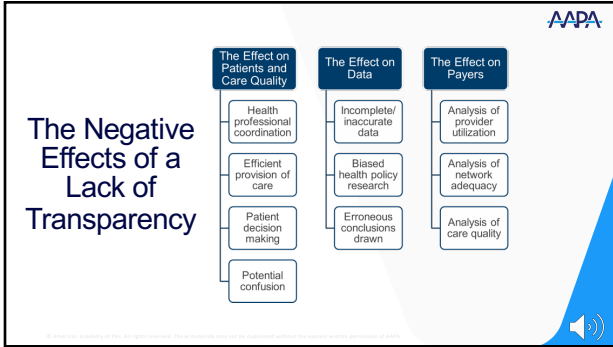 AAPA
The Negative
Effects of a
Lack of
Transparency
The Effect on
Patients and
Care Quality
Health
professional
coordination
Efficient
provision of
care
Patient
decision
making
Potential
confusion
The Effect on
Data
Incomplete/
inaccurate
data
Biased
health policy
research
Erroneous
conclusions
drawn
The Effect on
Payers
Analysis of
provider
utilization
Analysis of
network
adequacy
Analysis of
care quality